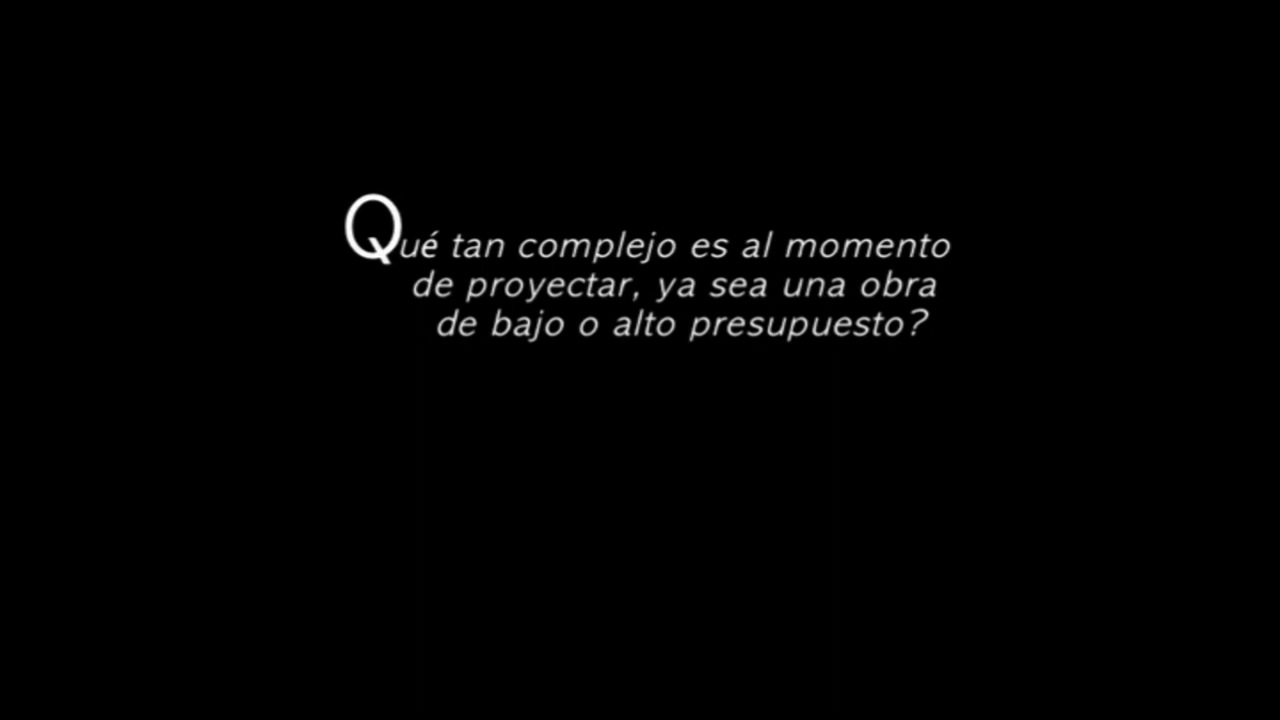 Qué tan complejo es al momento
de proyectar, ya sea una obra
de bajo o alto presupuesto?